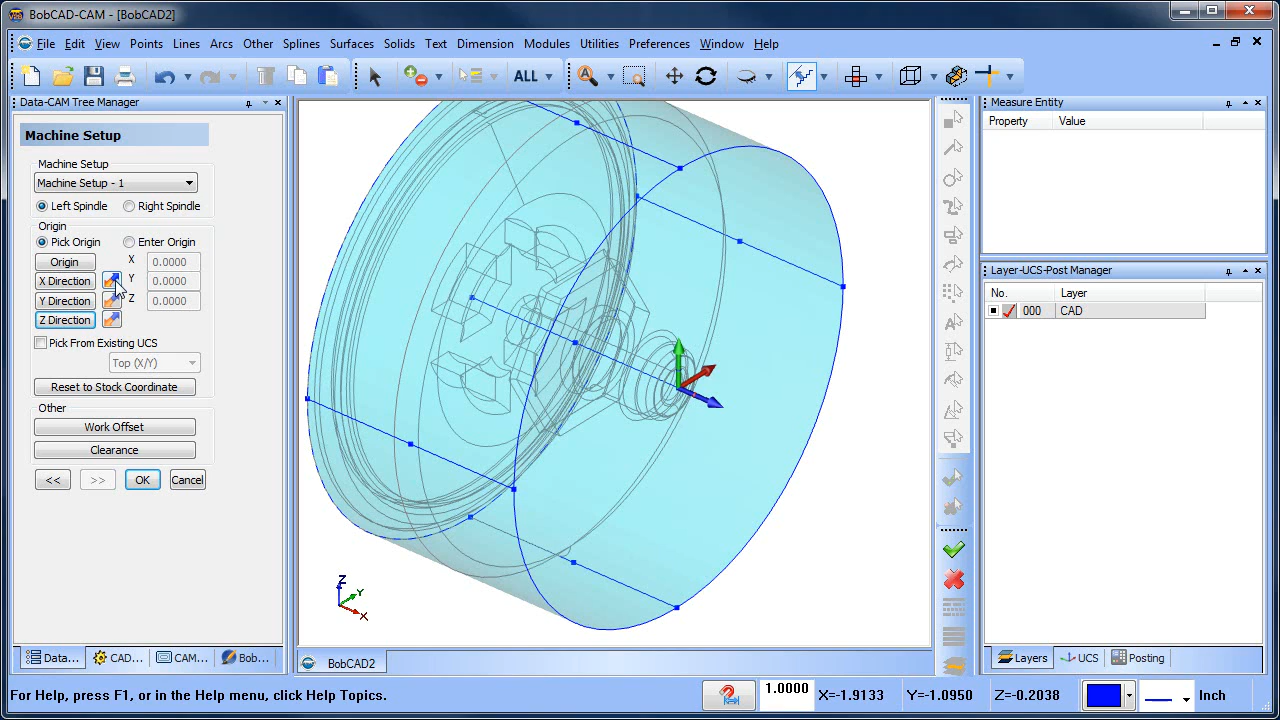 BobCAD-CAM - [BobCAD2]
File Edit View Points Lines Arcs Other Splines Surfaces Solids Text Dimension Modules Utilities Preferences Window Help
ALL
Data-CAM Tree Manager
Machine Setup
Machine Setup
Machine Setup - 1
Left Spindle Right Spindle
Origin
Pick Origin Enter Origin
Origin X 0.0000
X Direction Y 0.0000
Y Direction Z 0.0000
Z Direction
Pick From Existing UCS
Top (X/Y)
Reset to Stock Coordinate
Other
Work Offset
Clearance
<< >> OK Cancel
Data... CAD... CAM... Bob...
Z
Y
X
BobCAD2
Measure Entity
Property Value
Layer-UCS-Post Manager
No. Layer
000 CAD
Layers UCS Posting
For Help, press F1, or in the Help menu, click Help Topics.
1.0000 X=-1.9133 Y=-1.0950 Z=-0.2038 Inch